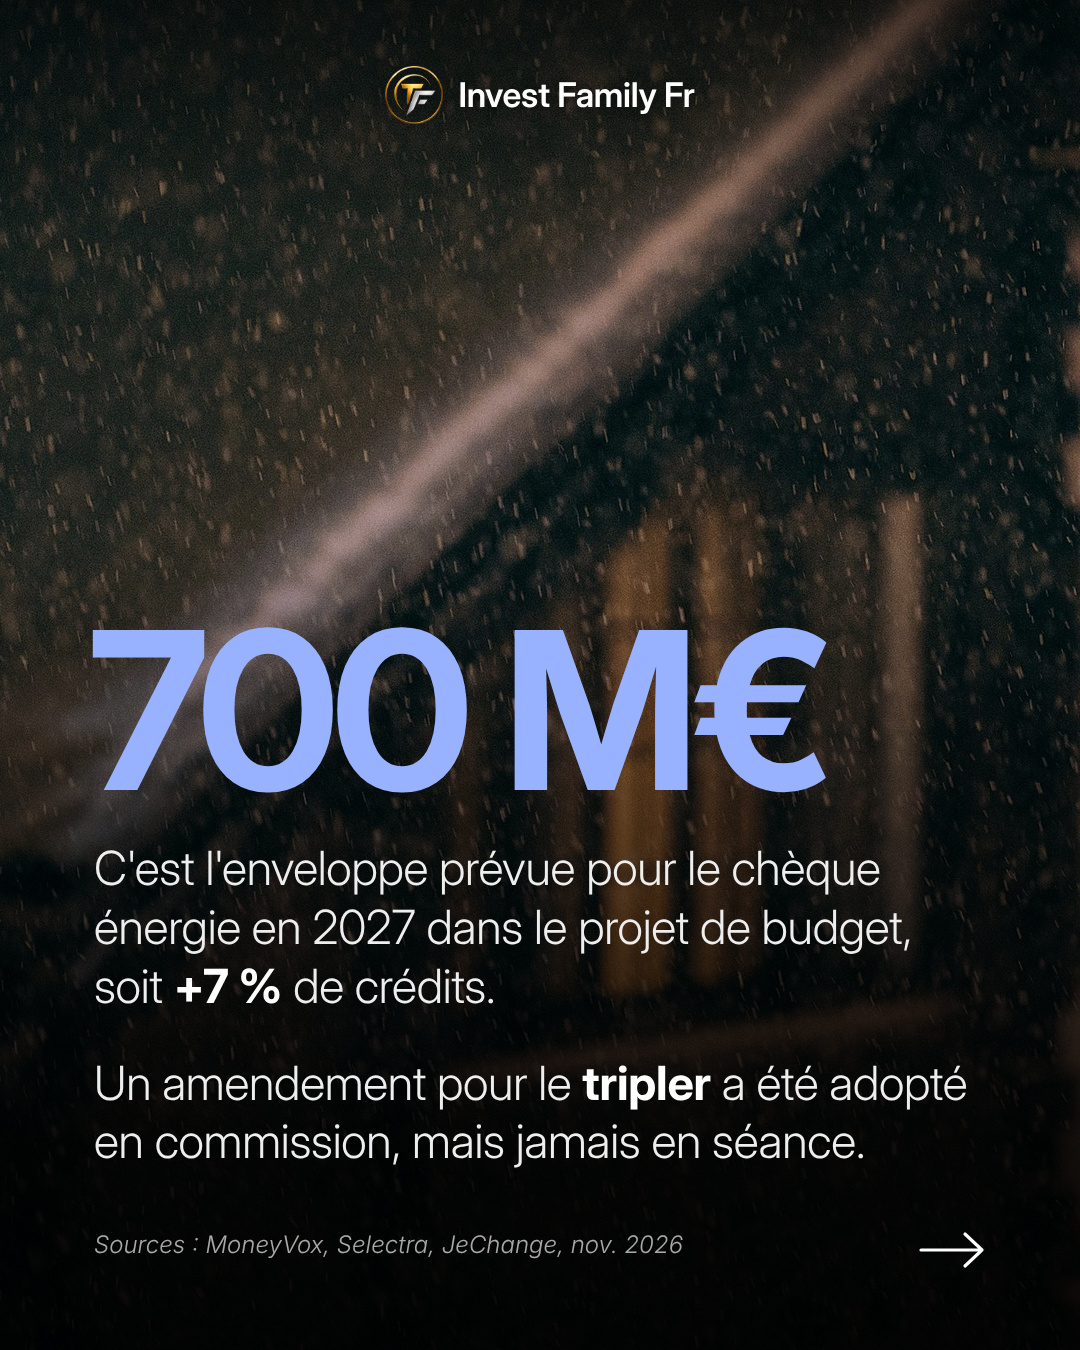 Invest Family Fr
700 M€
C'est l'enveloppe prévue pour le chèque
énergie en 2027 dans le projet de budget,
soit +7 % de crédits.
Un amendement pour le tripler a été adopté
en commission, mais jamais en séance.
Sources : MoneyVox, Selectra, JeChange, nov. 2026